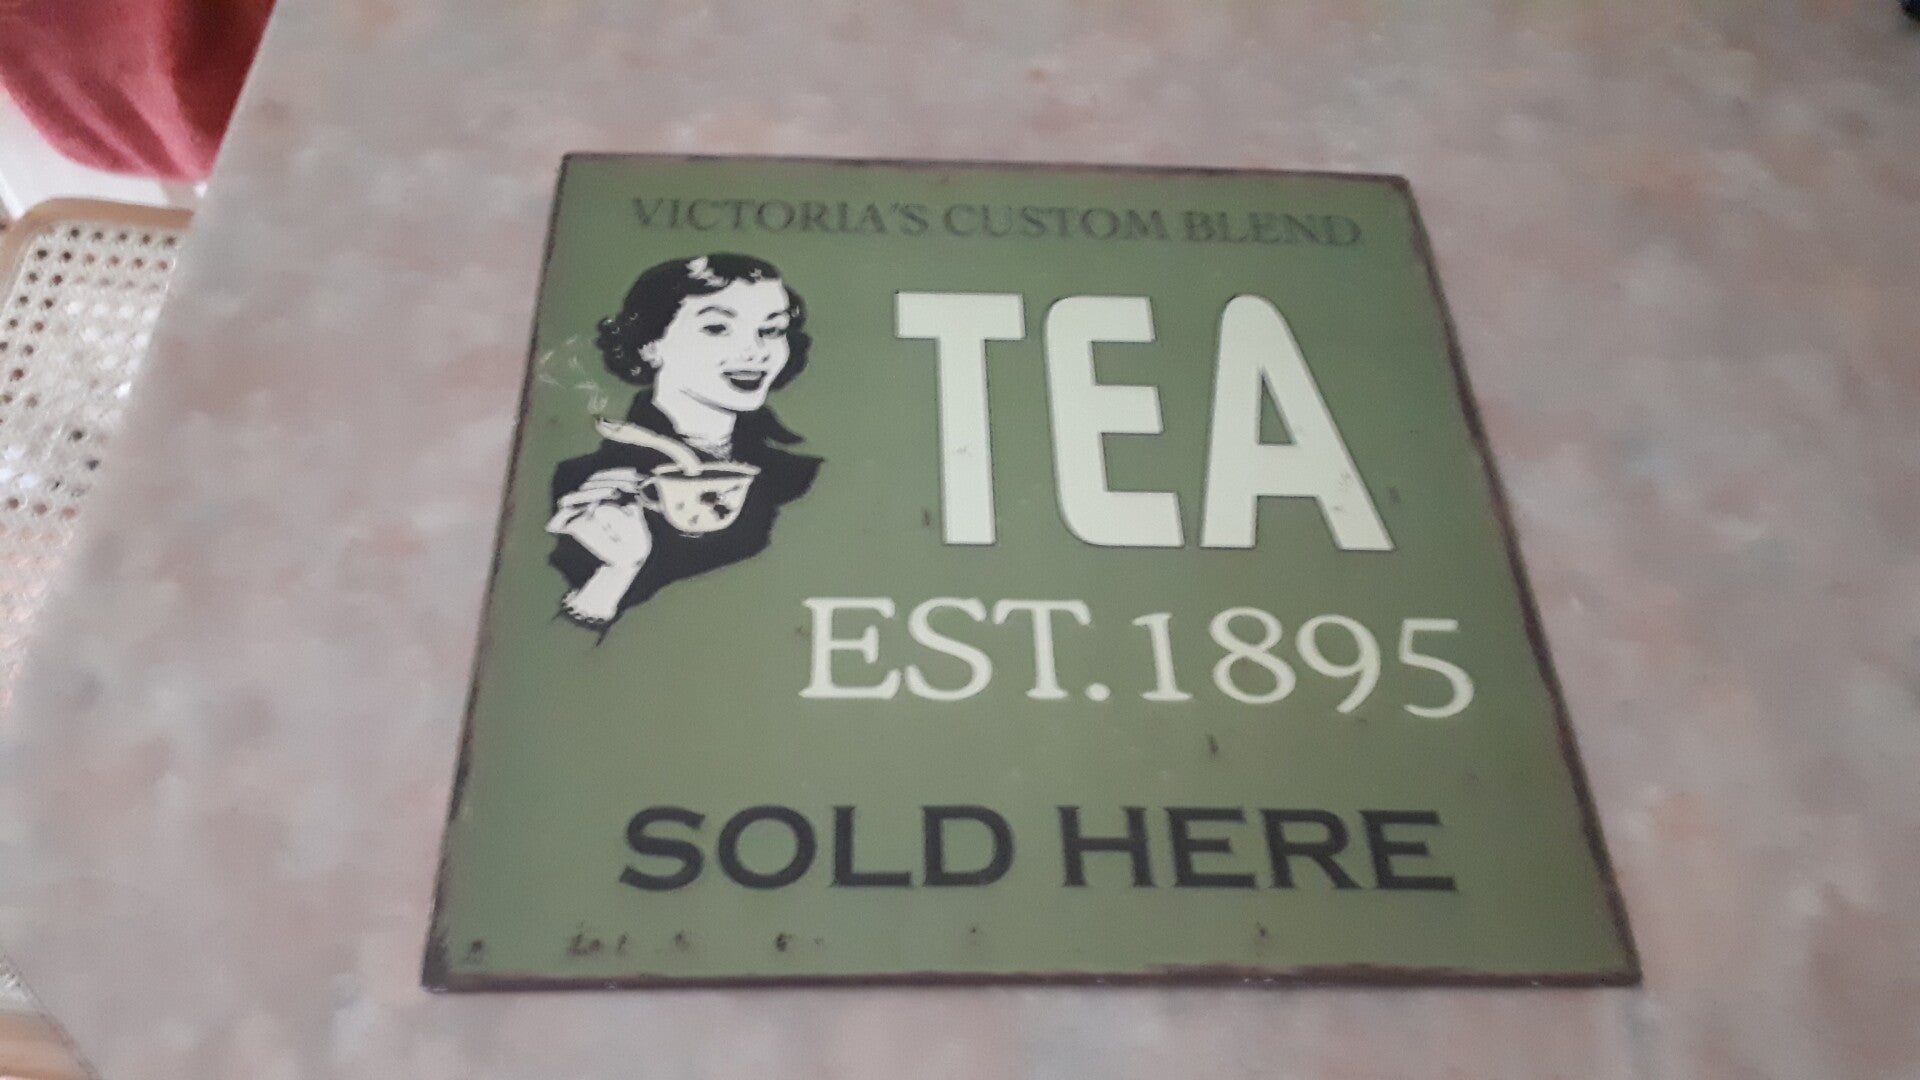 VICTORIA'S CUSTOM BLEND
TEA
EST. 1895
SOLD HERE